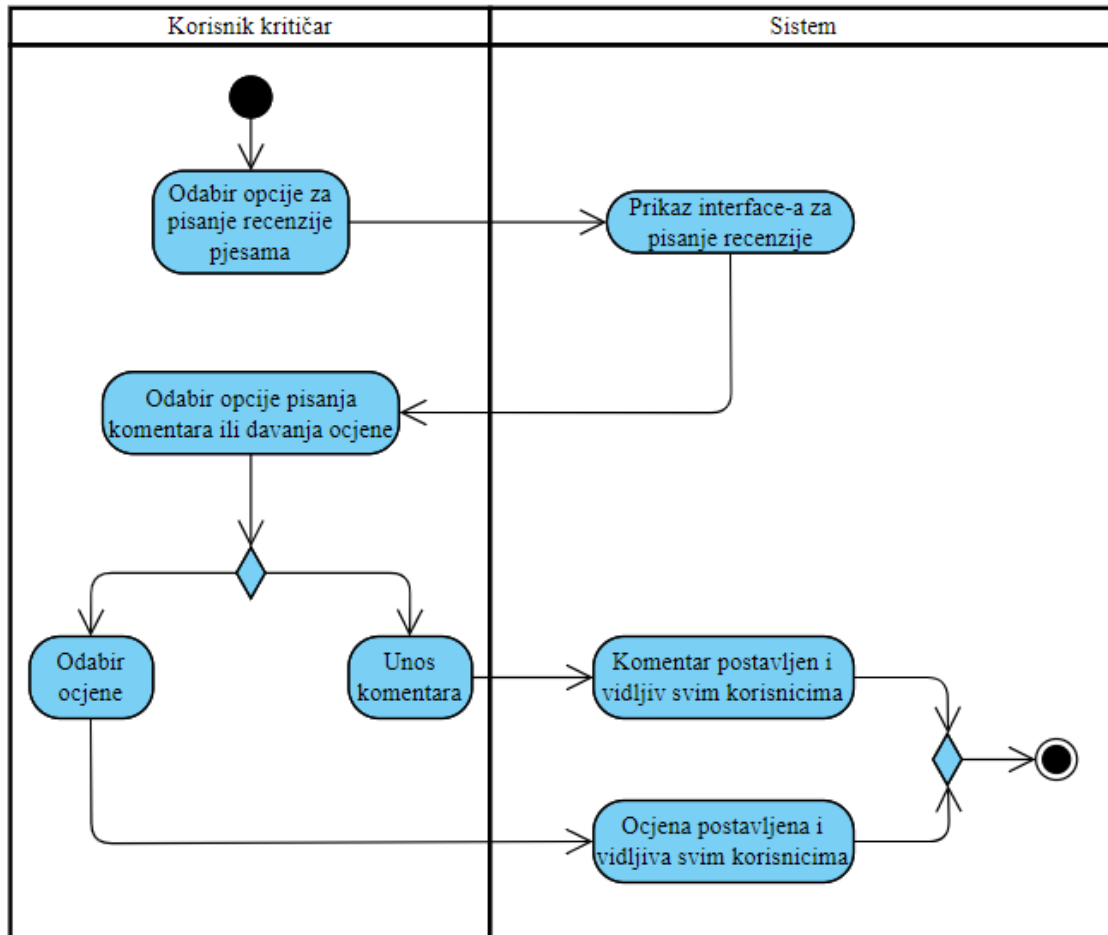 Korisnik kritičar
Sistem
Odabir opcije za
pisanje recenzije
pjesama
Prikaz interface-a za
pisanje recenzije
Odabir opcije pisanja
komentara ili davanja ocjene
Odabir
ocjene
Unos
komentara
Komentar postavljen i
vidljiv svim korisnicima
Ocjena postavljena i
vidljiva svim korisnicima